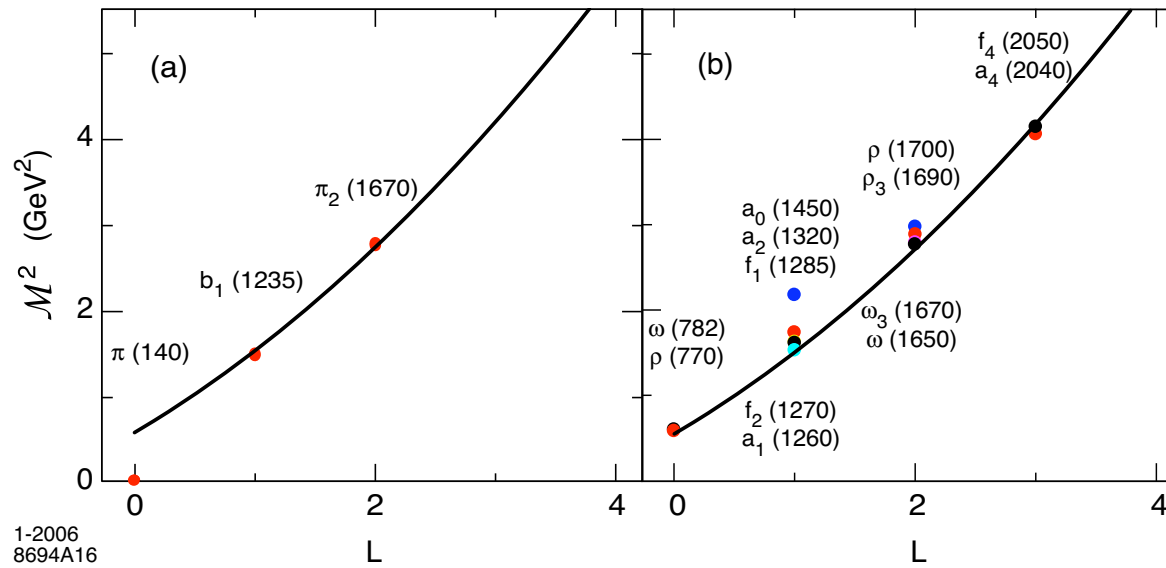 (a)
ℳ² (GeV²)
4
2
0
π₂ (1670)
b₁ (1235)
π (140)
0
2
4
L
(b)
f₄ (2050)
a₄ (2040)
ρ (1700)
ρ₃ (1690)
a₀ (1450)
a₂ (1320)
f₁ (1285)
ω (782)
ρ (770)
ω₃ (1670)
ω (1650)
f₂ (1270)
a₁ (1260)
0
2
4
L
1-2006
8694A16